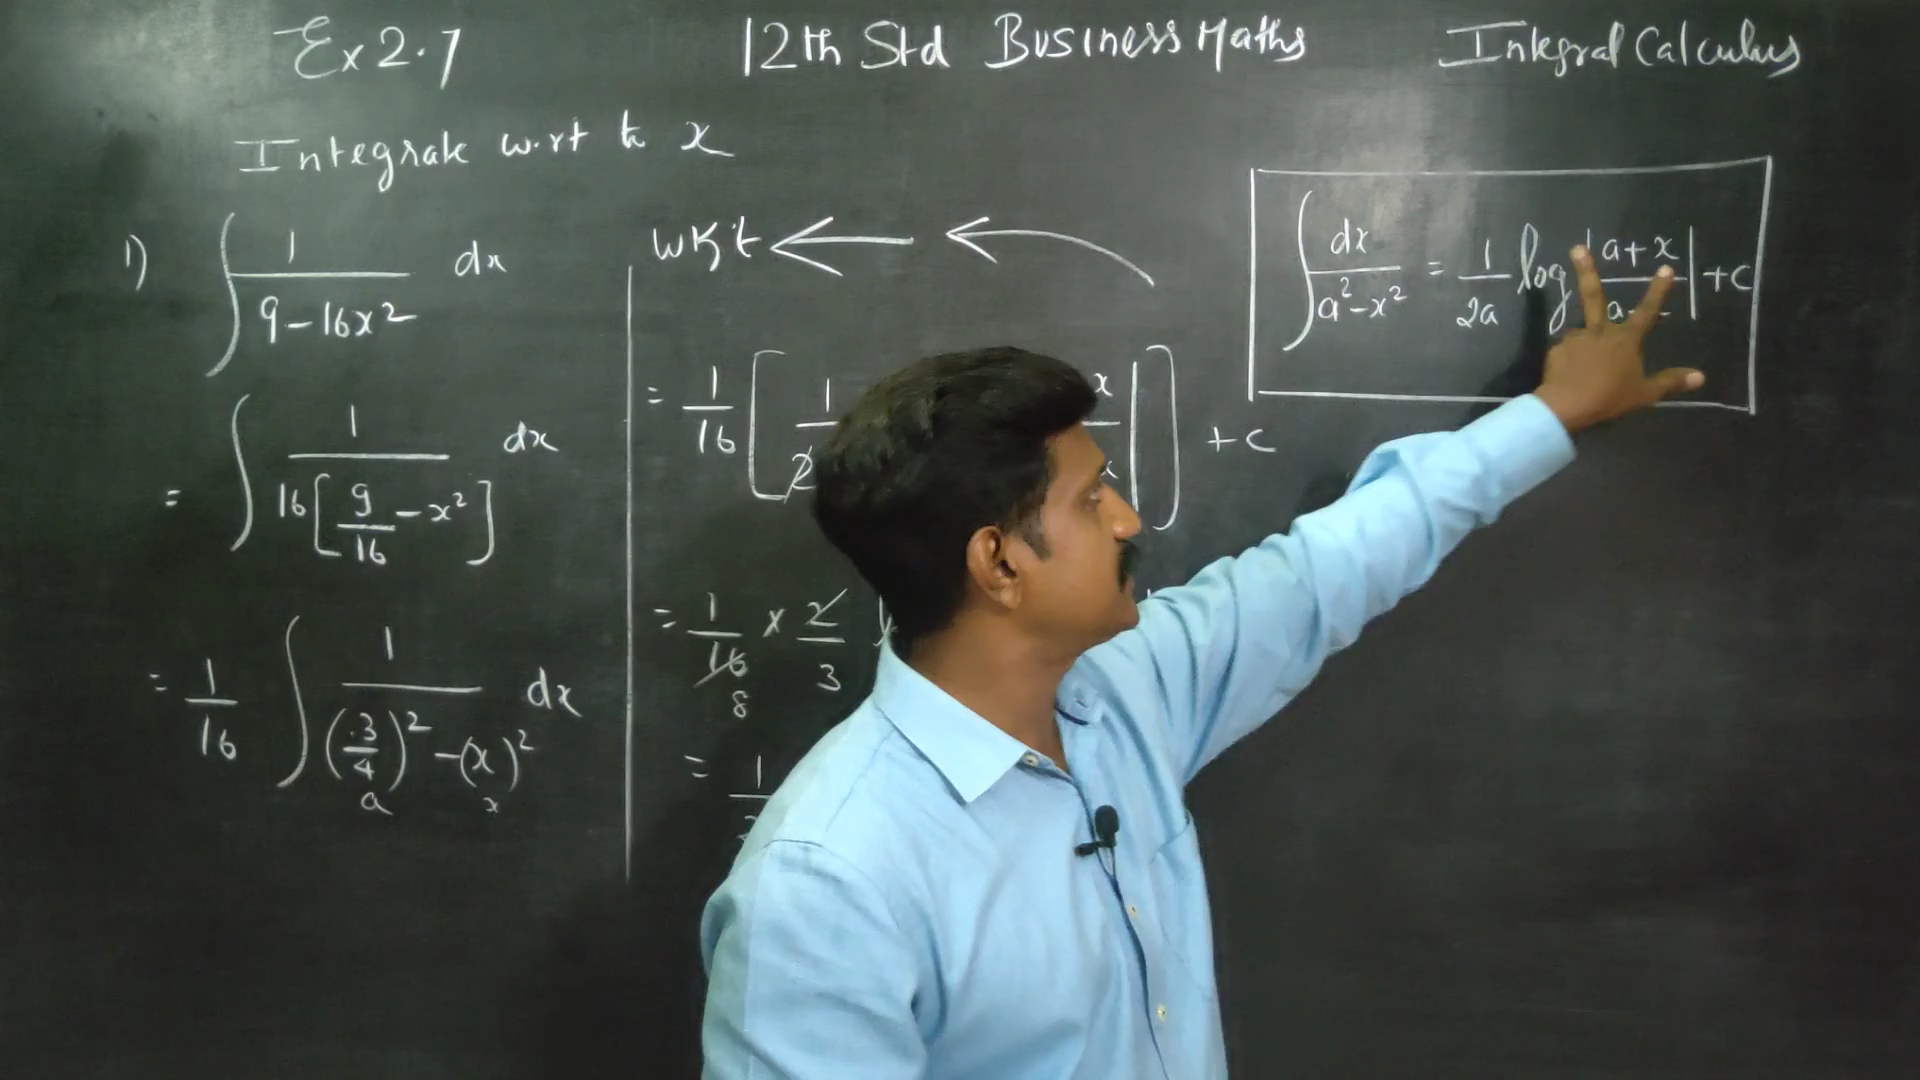 Ex 2.7
12th Std Business Maths
Integral Calculus
Integrate w.r.t to x
1) ∫ 1/(9-16x²) dx
= ∫ 1/(16[9/16 - x²]) dx
= 1/16 ∫ 1/((3/4)² - (x)²) dx
a x
WKT
∫ dx/(a²-x²) = 1/2a log |(a+x)/(a-x)| +c
= 1/16 [ 1/2 x | ] +c
= 1/16 × 2/3
8
= 1